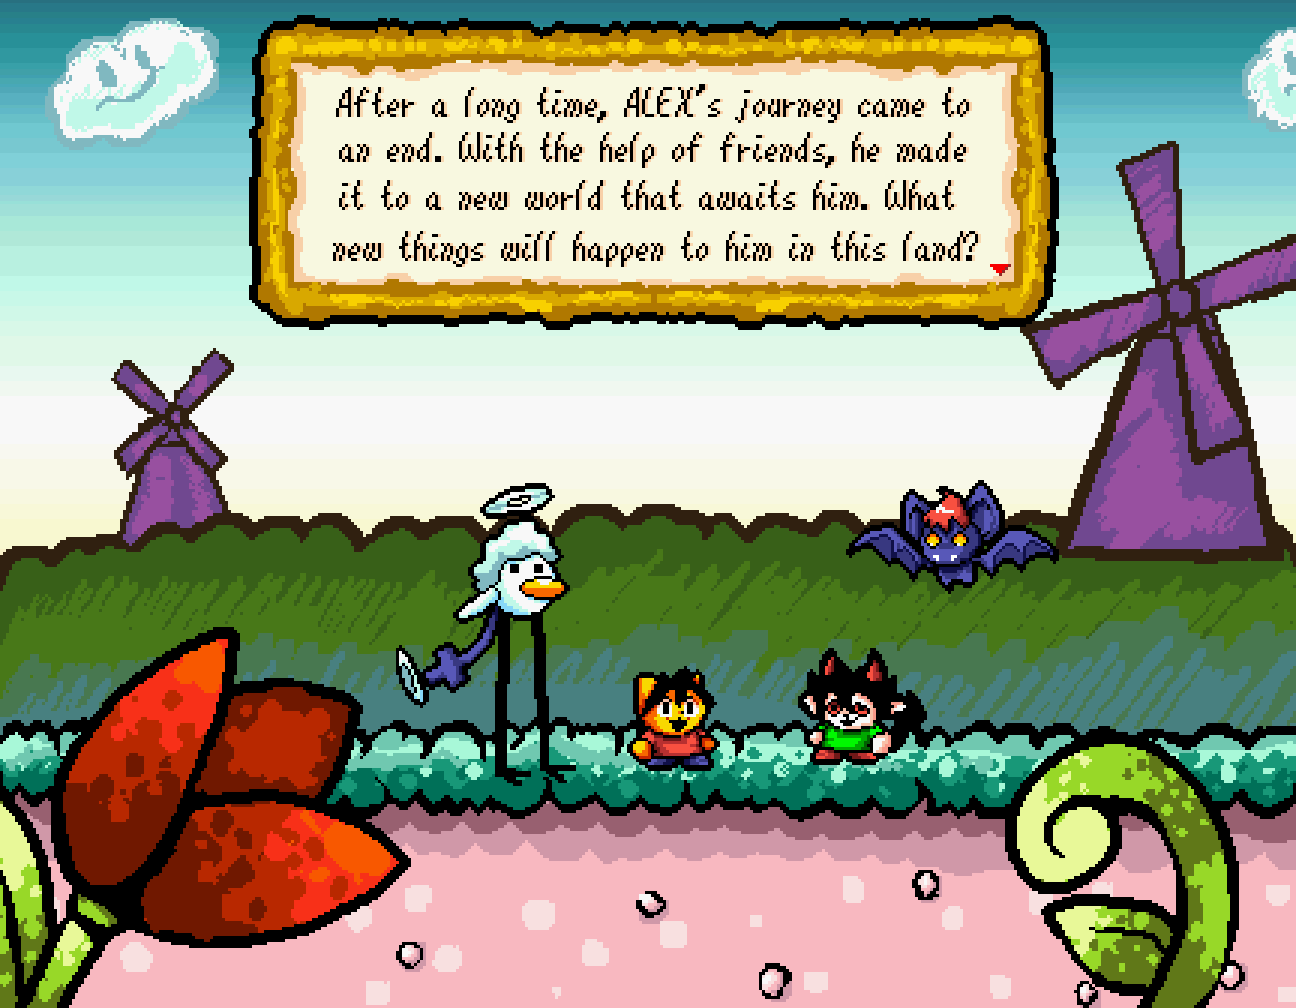 After a long time, ALEX's journey came to
an end. With the help of friends, he made
it to a new world that awaits him. What
new things will happen to him in this land?